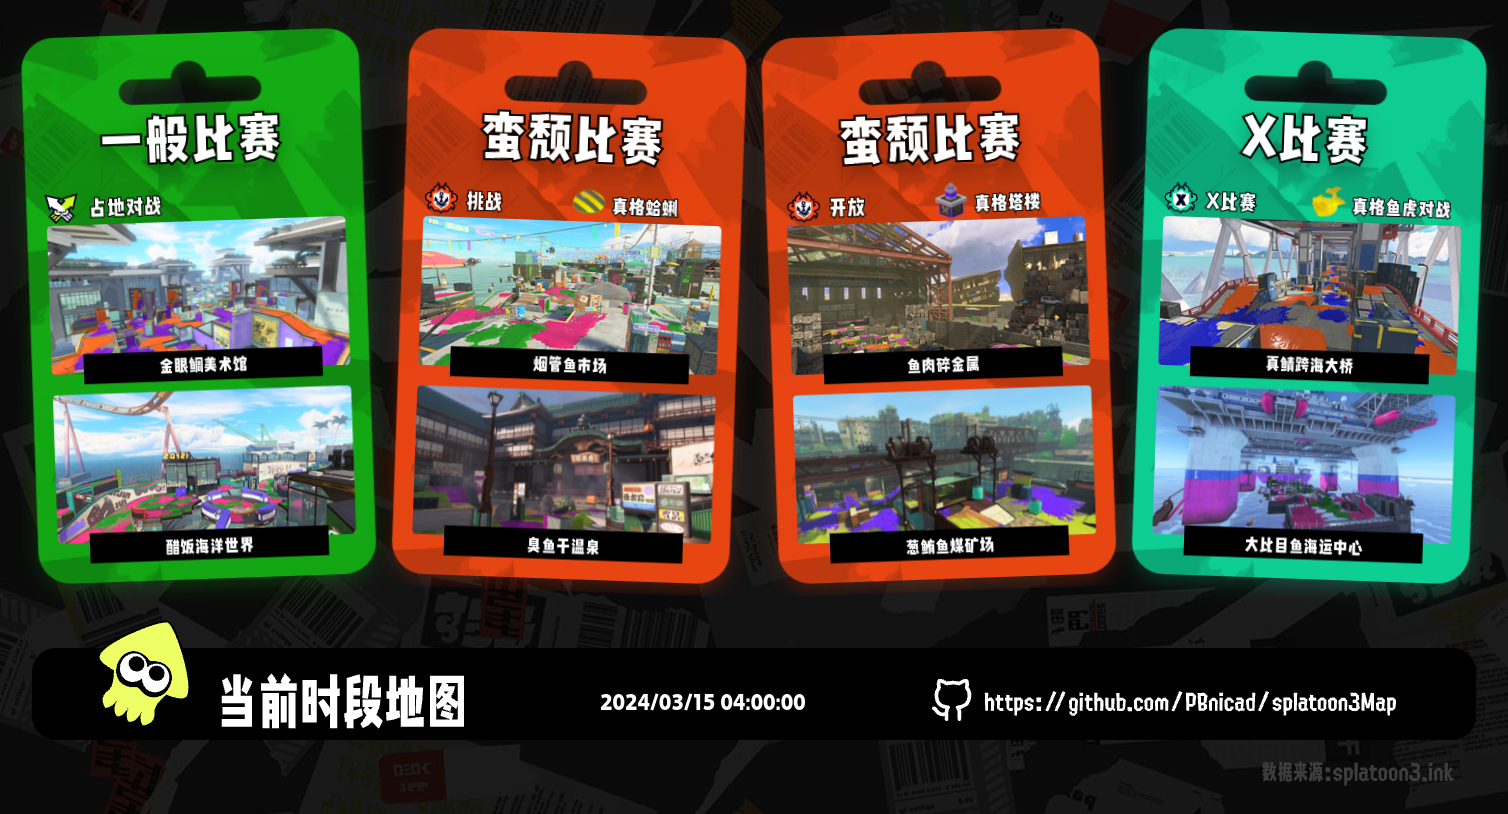 一般比赛
占地对战
金眼鲷美术馆
醋饭海洋世界
蛮颓比赛
挑战
真格蛤蜊
烟管鱼市场
臭鱼干温泉
蛮颓比赛
开放
真格塔楼
鱼肉碎金属
葱鲔鱼煤矿场
X比赛
X比赛
真格鱼虎对战
真鲭跨海大桥
大比目鱼海运中心
当前时段地图
2024/03/15 04:00:00
https://github.com/PBnicad/splatoon3Map
数据来源:splatoon3.ink